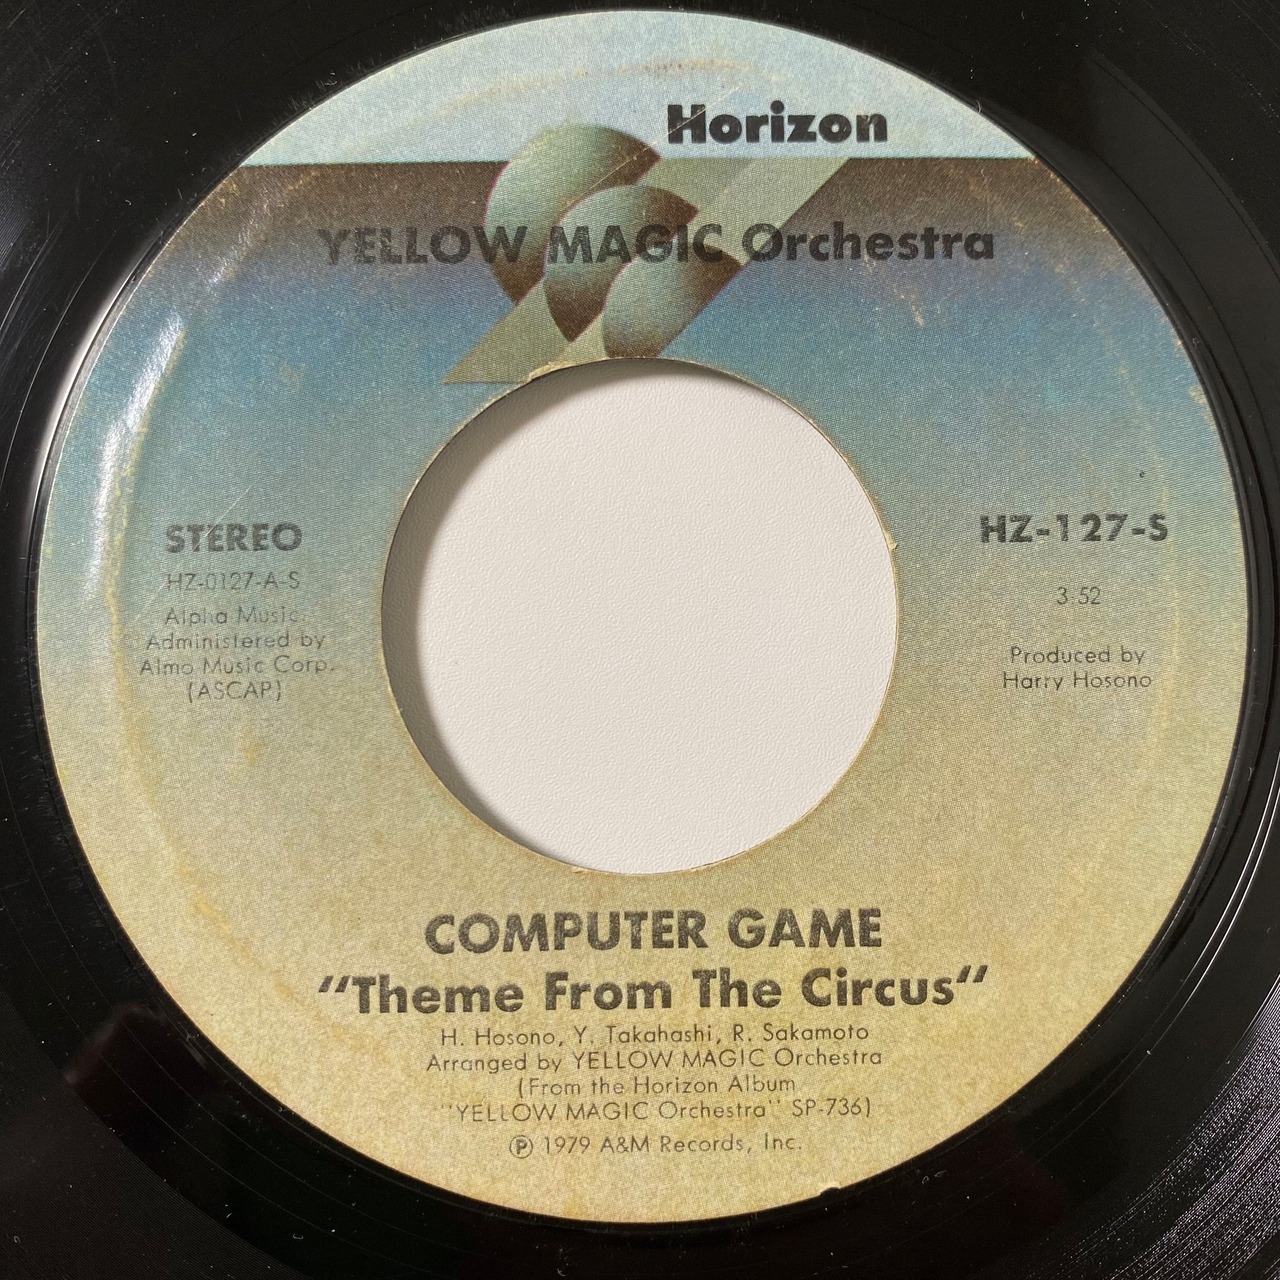 Horizon
YELLOW MAGIC Orchestra
STEREO
HZ-0127-A-S
Alpha Music
Administered by
Almo Music Corp.
(ASCAP)
HZ-127-S
3:52
Produced by
Harry Hosono
COMPUTER GAME
"Theme From The Circus"
H. Hosono, Y. Takahashi, R. Sakamoto
Arranged by YELLOW MAGIC Orchestra
(From the Horizon Album
"YELLOW MAGIC Orchestra" SP-736)
Ⓟ 1979 A&M Records, Inc.